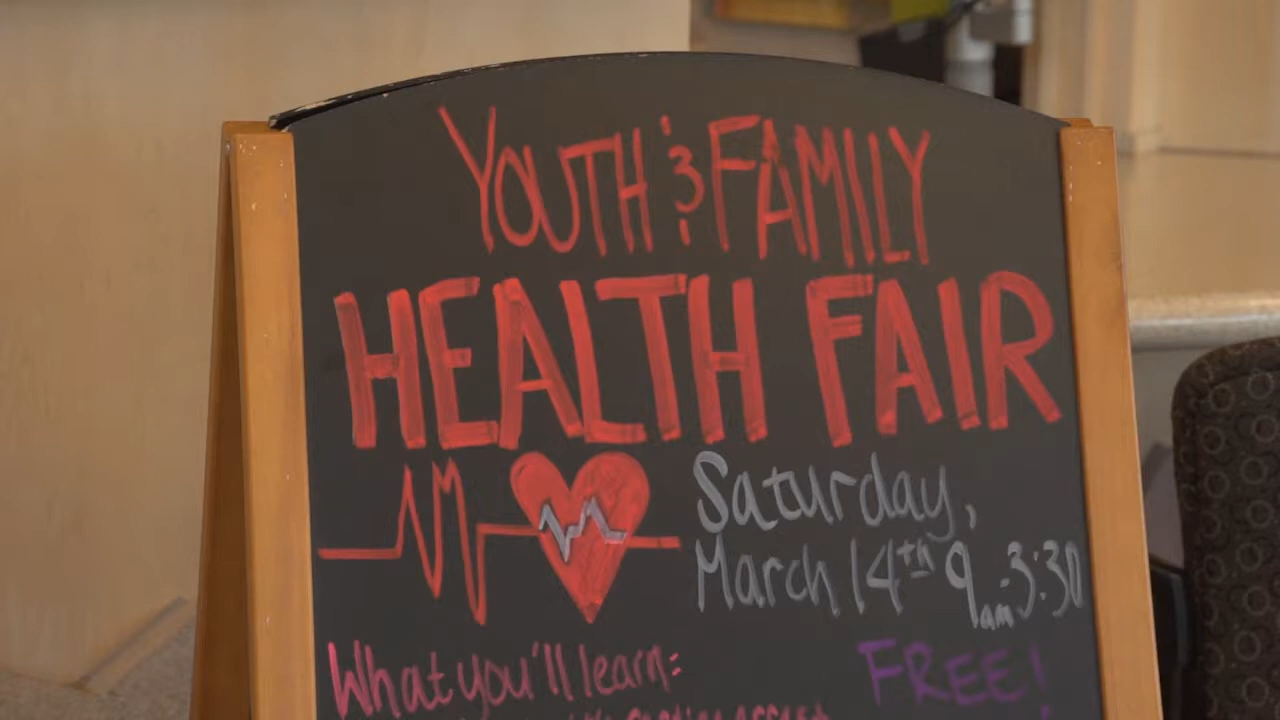 YOUTH & FAMILY
HEALTH FAIR
Saturday,
March 14th 9am-3:30
What you'll learn:
FREE!